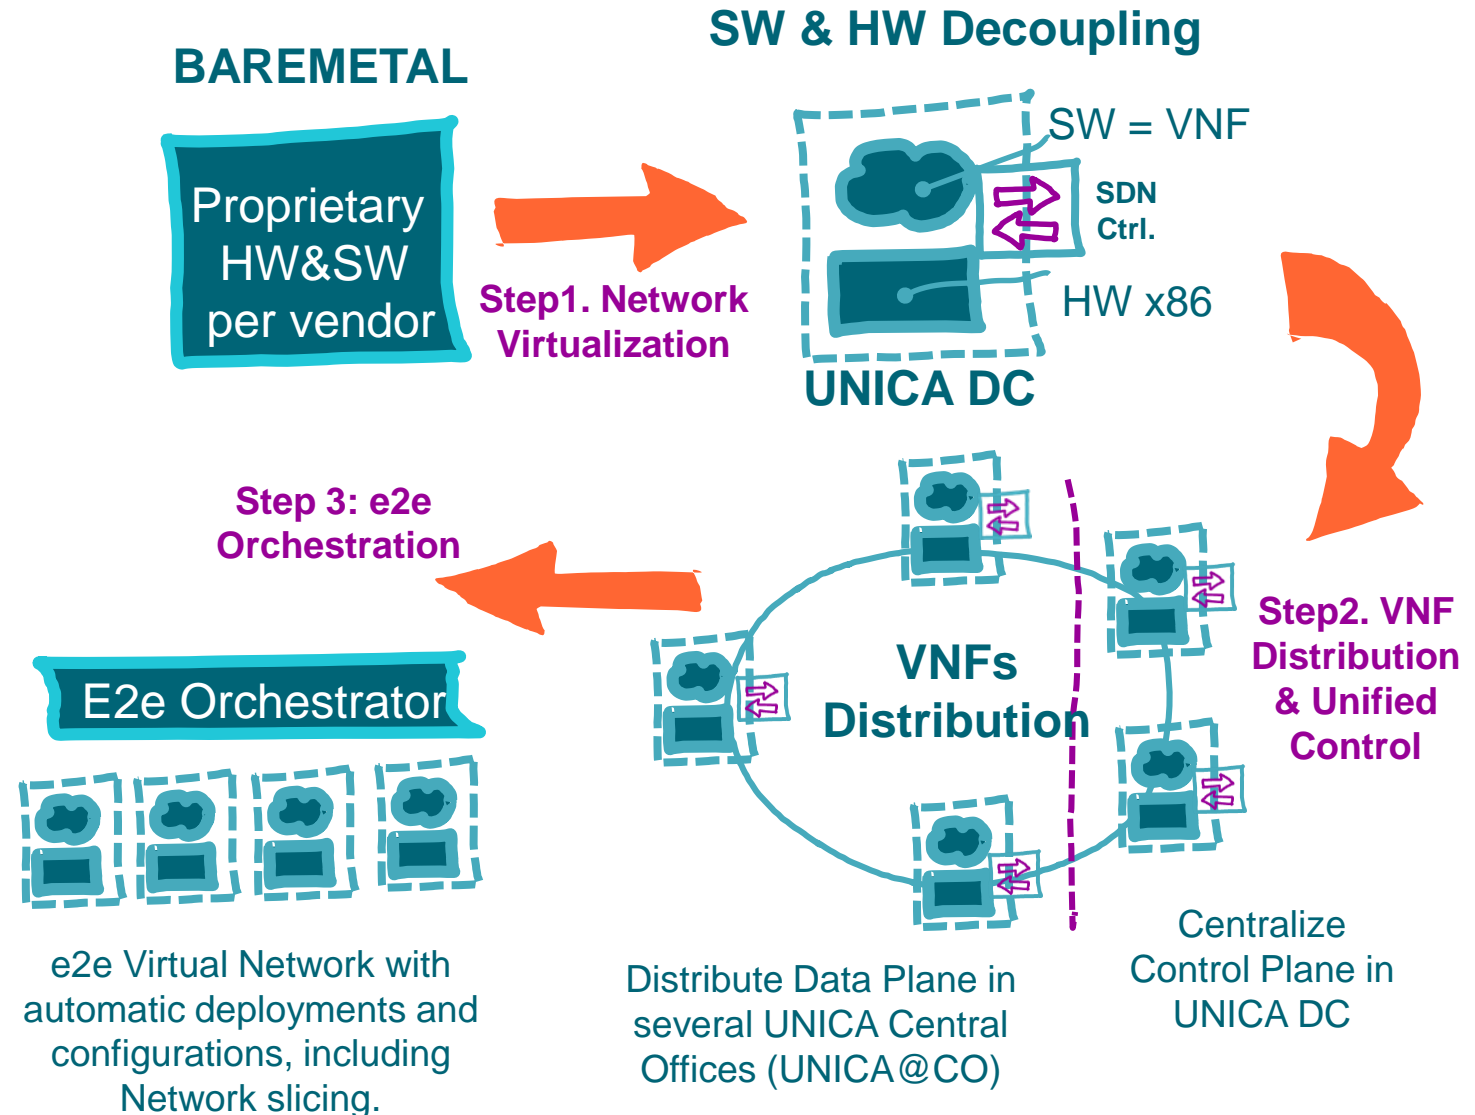 SW & HW Decoupling
BAREMETAL
Proprietary
HW&SW
per vendor
Step1. Network
Virtualization
SW = VNF
SDN
Ctrl.
HW x86
UNICA DC
Step2. VNF
Distribution
& Unified
Control
VNFs
Distribution
Centralize
Control Plane in
UNICA DC
Distribute Data Plane in
several UNICA Central
Offices (UNICA@CO)
Step 3: e2e
Orchestration
E2e Orchestrator
e2e Virtual Network with
automatic deployments and
configurations, including
Network slicing.